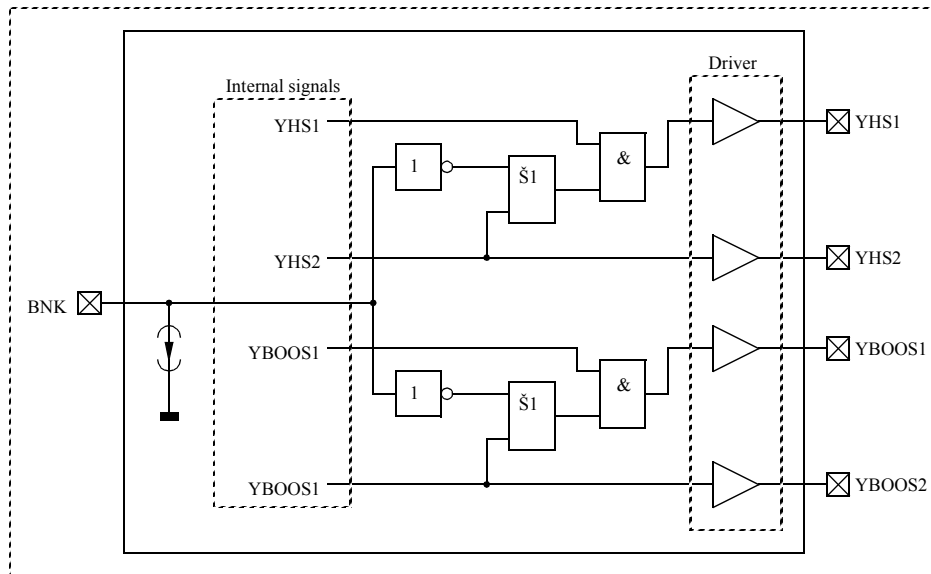 Driver
Internal signals
YHS1
YHS1
&
1
Š1
YHS2
YHS2
BNK
YBOOS1
YBOOS1
&
1
Š1
YBOOS1
YBOOS2